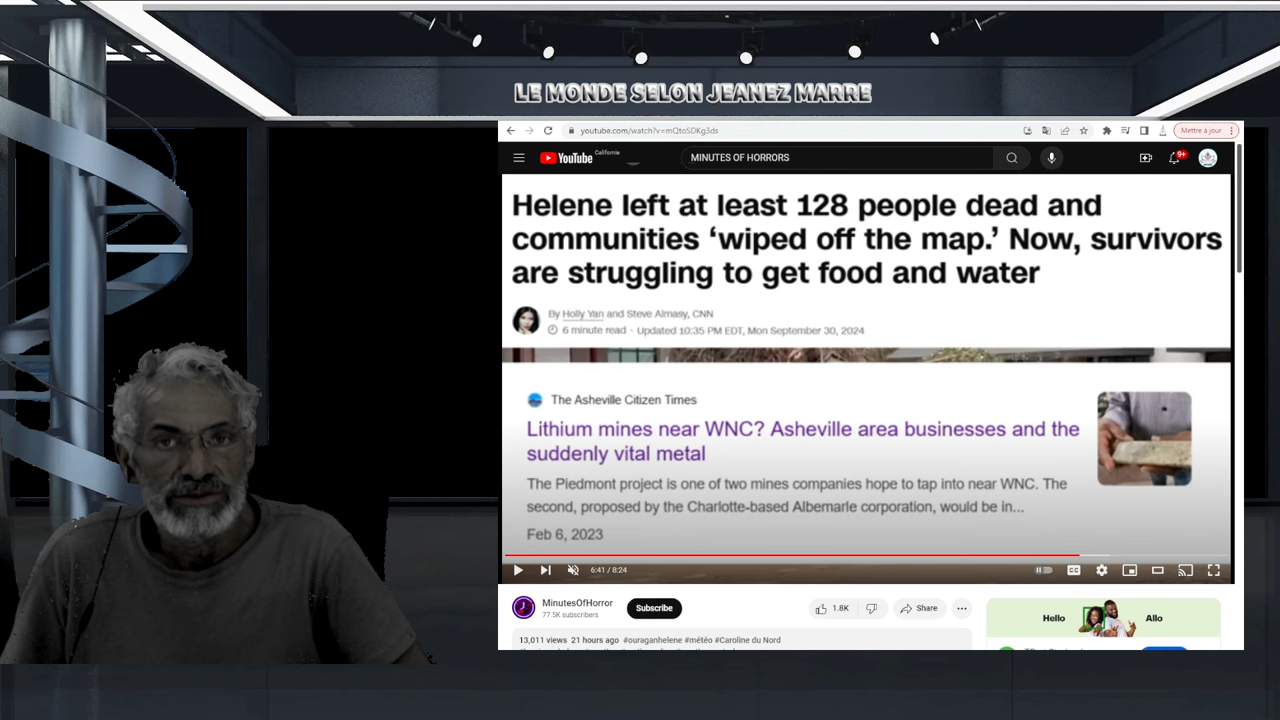 LE MONDE SELON JEANEZ MARRE
youtube.com/watch?v=mQtoSDKg3ds
Mettre à jour
YouTube
Californie
MINUTES OF HORRORS
9+
Helene left at least 128 people dead and
communities ‘wiped off the map.’ Now, survivors
are struggling to get food and water
By Holly Yan and Steve Almasy, CNN
6 minute read · Updated 10:35 PM EDT, Mon September 30, 2024
The Asheville Citizen Times
Lithium mines near WNC? Asheville area businesses and the
suddenly vital metal
The Piedmont project is one of two mines companies hope to tap into near WNC. The
second, proposed by the Charlotte-based Albemarle corporation, would be in...
Feb 6, 2023
6:41 / 8:24
CC
MinutesOfHorror
77.5K subscribers
Subscribe
1.8K
Share
Hello
Allo
13,011 views 21 hours ago #ouraganhelene #météo #Caroline du Nord